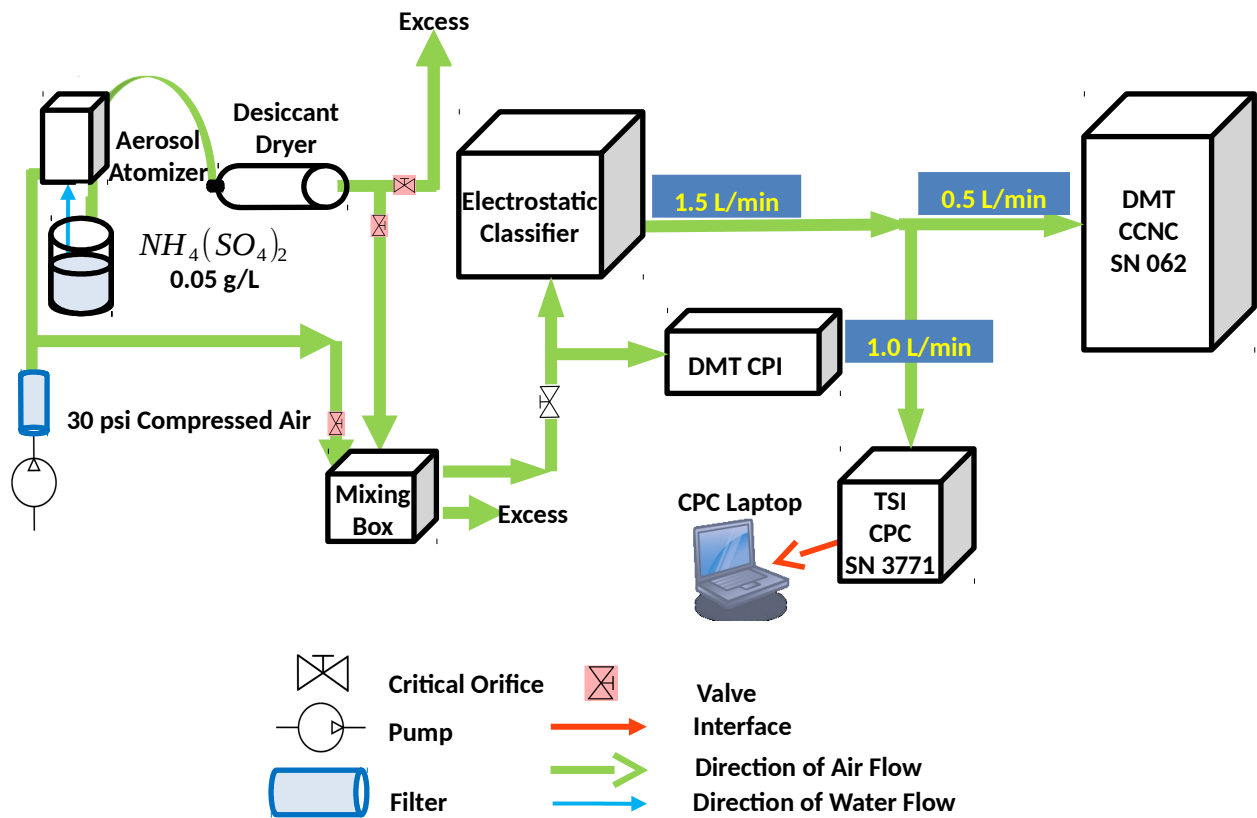 Excess
Desiccant
Dryer
Aerosol
Atomizer
Electrostatic
Classifier
1.5 L/min
0.5 L/min
DMT
CCNC
SN 062
NH₄(SO₄)₂
0.05 g/L
DMT CPI
1.0 L/min
30 psi Compressed Air
Mixing
Box
Excess
CPC Laptop
TSI
CPC
SN 3771
Critical Orifice
Valve
Pump
Interface
Direction of Air Flow
Filter
Direction of Water Flow